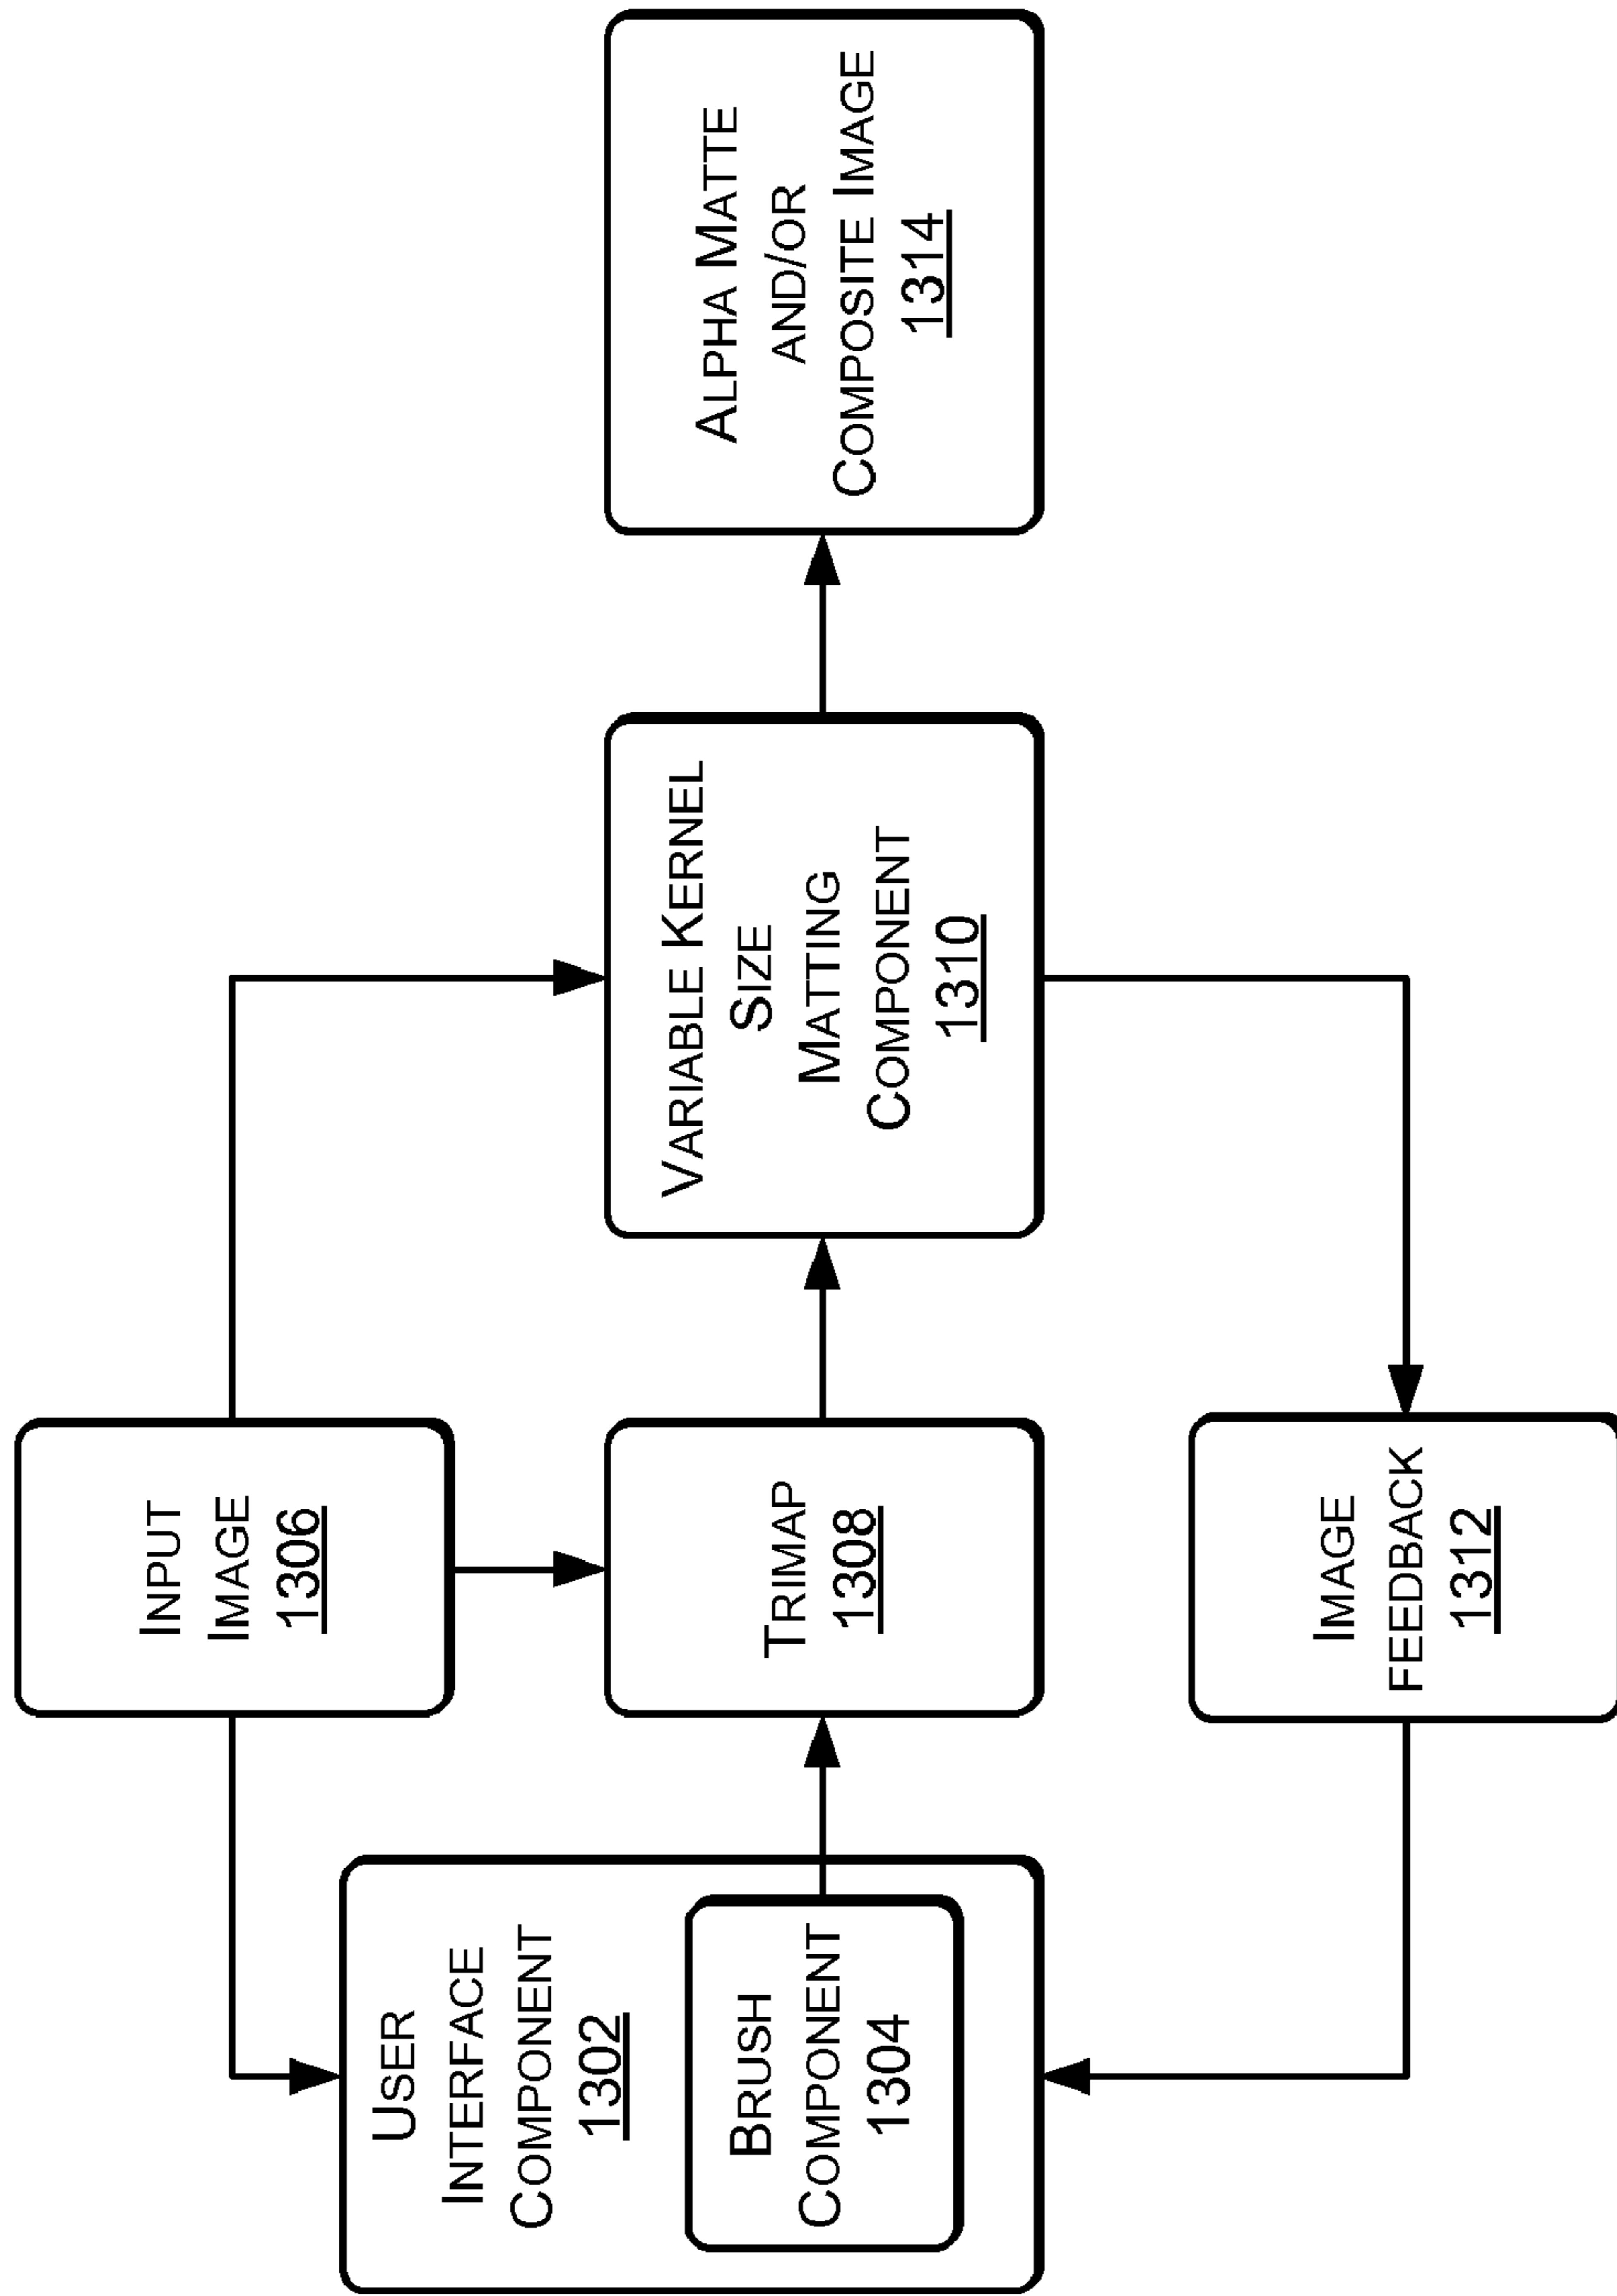 USER
INTERFACE
COMPONENT
1302
BRUSH
COMPONENT
1304
INPUT
IMAGE
1306
TRIMAP
1308
IMAGE
FEEDBACK
1312
VARIABLE KERNEL
SIZE
MATTING
COMPONENT
1310
ALPHA MATTE
AND/OR
COMPOSITE IMAGE
1314